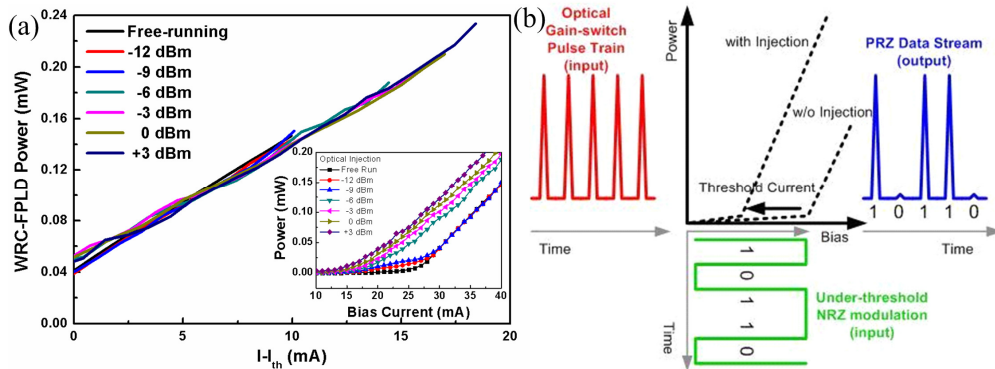 (a)
WRC-FPLD Power (mW)
0.24
0.20
0.16
0.12
0.08
0.04
0.00
Free-running
-12 dBm
-9 dBm
-6 dBm
-3 dBm
0 dBm
+3 dBm
0
5
10
15
20
I-Ith (mA)
Power (mW)
0.20
0.15
0.10
0.05
0.00
Optical Injection
Free Run
-12 dBm
-9 dBm
-6 dBm
-3 dBm
0 dBm
+3 dBm
10 15 20 25 30 35 40
Bias Current (mA)
(b)
Optical
Gain-switch
Pulse Train
(input)
Time
Power
with Injection
w/o Injection
Threshold Current
Bias
PRZ Data Stream
(output)
1 0 1 1 0
Time
Time
1
0
1
1
0
Under-threshold
NRZ modulation
(input)